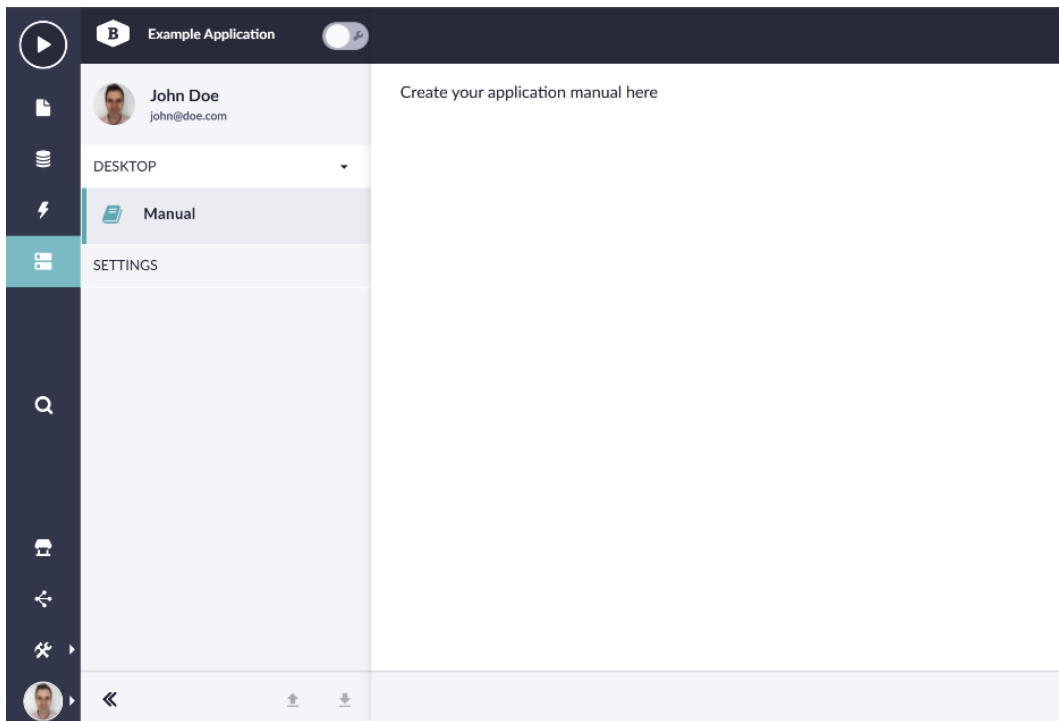 B
Example Application
John Doe
john@doe.com
DESKTOP
Manual
SETTINGS
Create your application manual here